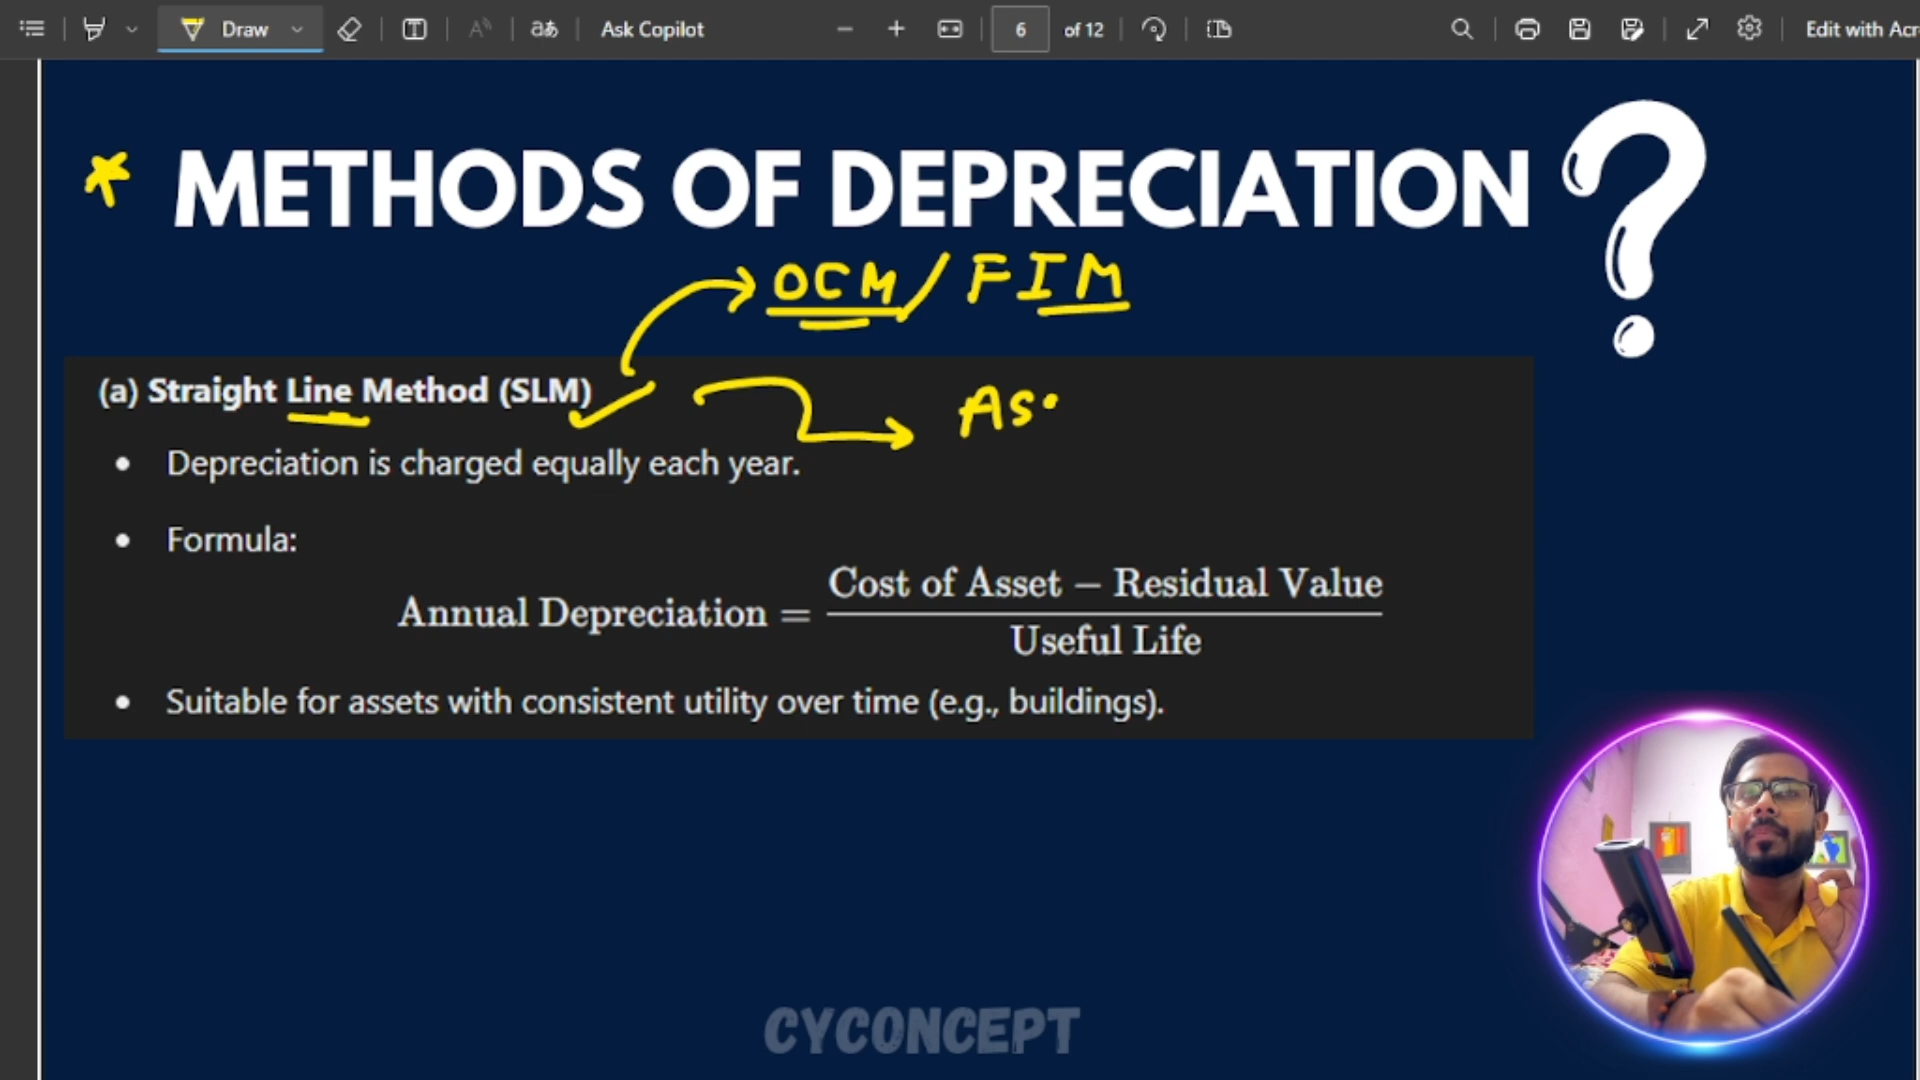 Draw
Ask Copilot
6 of 12
Edit with Acr
METHODS OF DEPRECIATION?
OCM / FIM
(a) Straight Line Method (SLM)
AS
• Depreciation is charged equally each year.
• Formula:
Annual Depreciation = Cost of Asset − Residual Value
Useful Life
• Suitable for assets with consistent utility over time (e.g., buildings).
CYCONCEPT